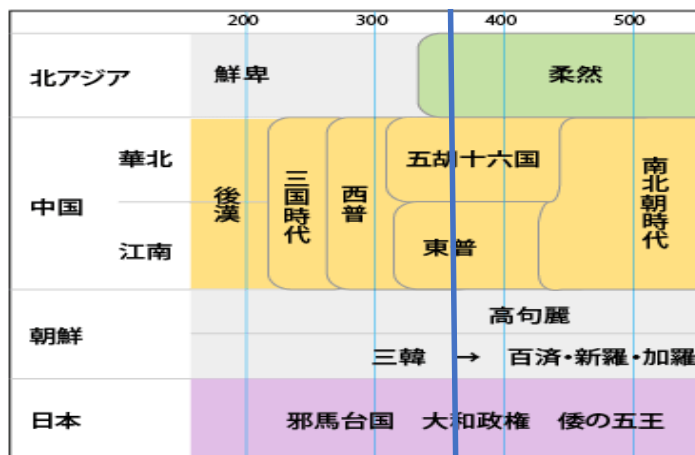 200 300 400 500
北アジア 鮮卑 柔然
中国
華北 五胡十六国
江南 東普
後漢
三国時代
西普
南北朝時代
朝鮮
高句麗
三韓 → 百済・新羅・加羅
日本 邪馬台国 大和政権 倭の五王